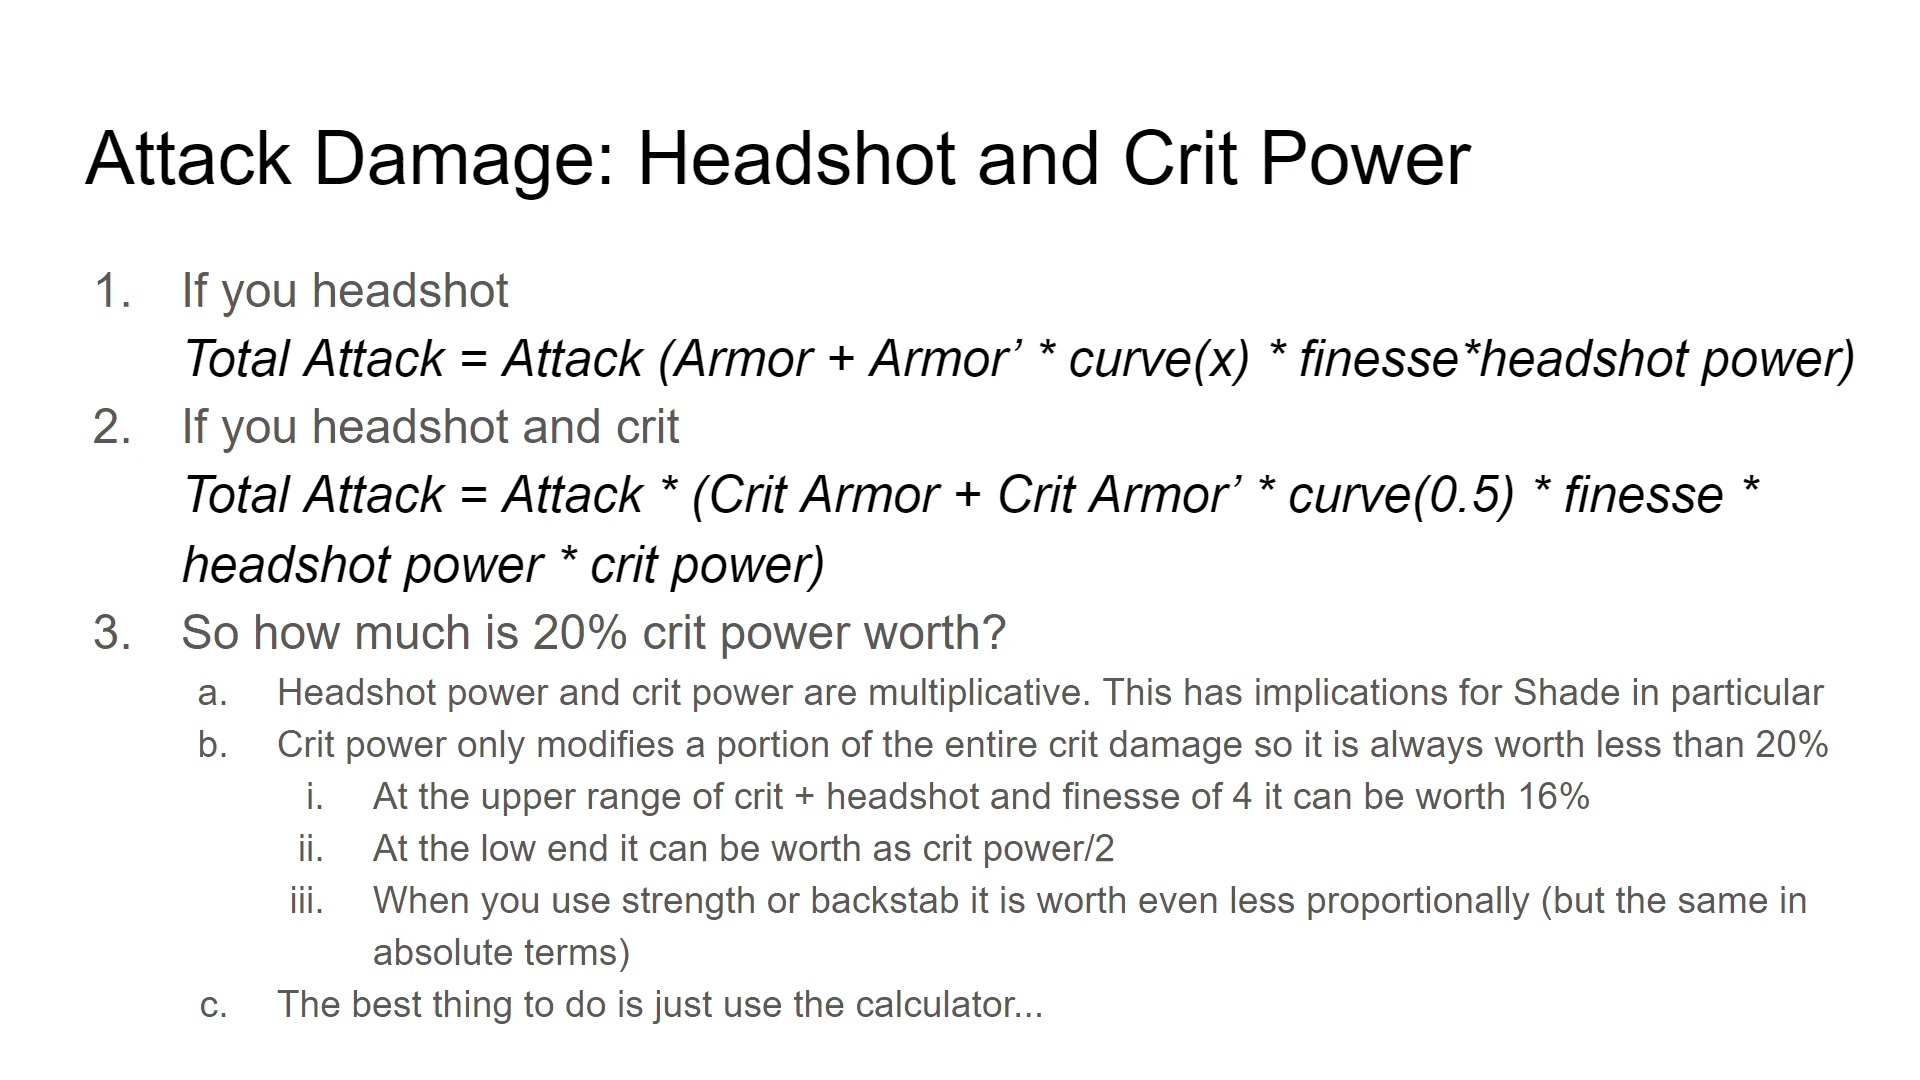 Attack Damage: Headshot and Crit Power
1. If you headshot
Total Attack = Attack (Armor + Armor’ * curve(x) * finesse*headshot power)
2. If you headshot and crit
Total Attack = Attack * (Crit Armor + Crit Armor’ * curve(0.5) * finesse *
headshot power * crit power)
3. So how much is 20% crit power worth?
a. Headshot power and crit power are multiplicative. This has implications for Shade in particular
b. Crit power only modifies a portion of the entire crit damage so it is always worth less than 20%
i. At the upper range of crit + headshot and finesse of 4 it can be worth 16%
ii. At the low end it can be worth as crit power/2
iii. When you use strength or backstab it is worth even less proportionally (but the same in
absolute terms)
c. The best thing to do is just use the calculator...